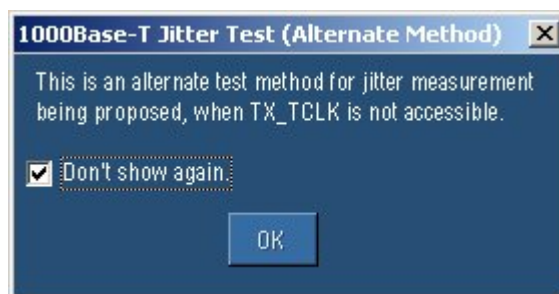 1000Base-T Jitter Test (Alternate Method)
This is an alternate test method for jitter measurement
being proposed, when TX_TCLK is not accessible.
Don't show again.
OK